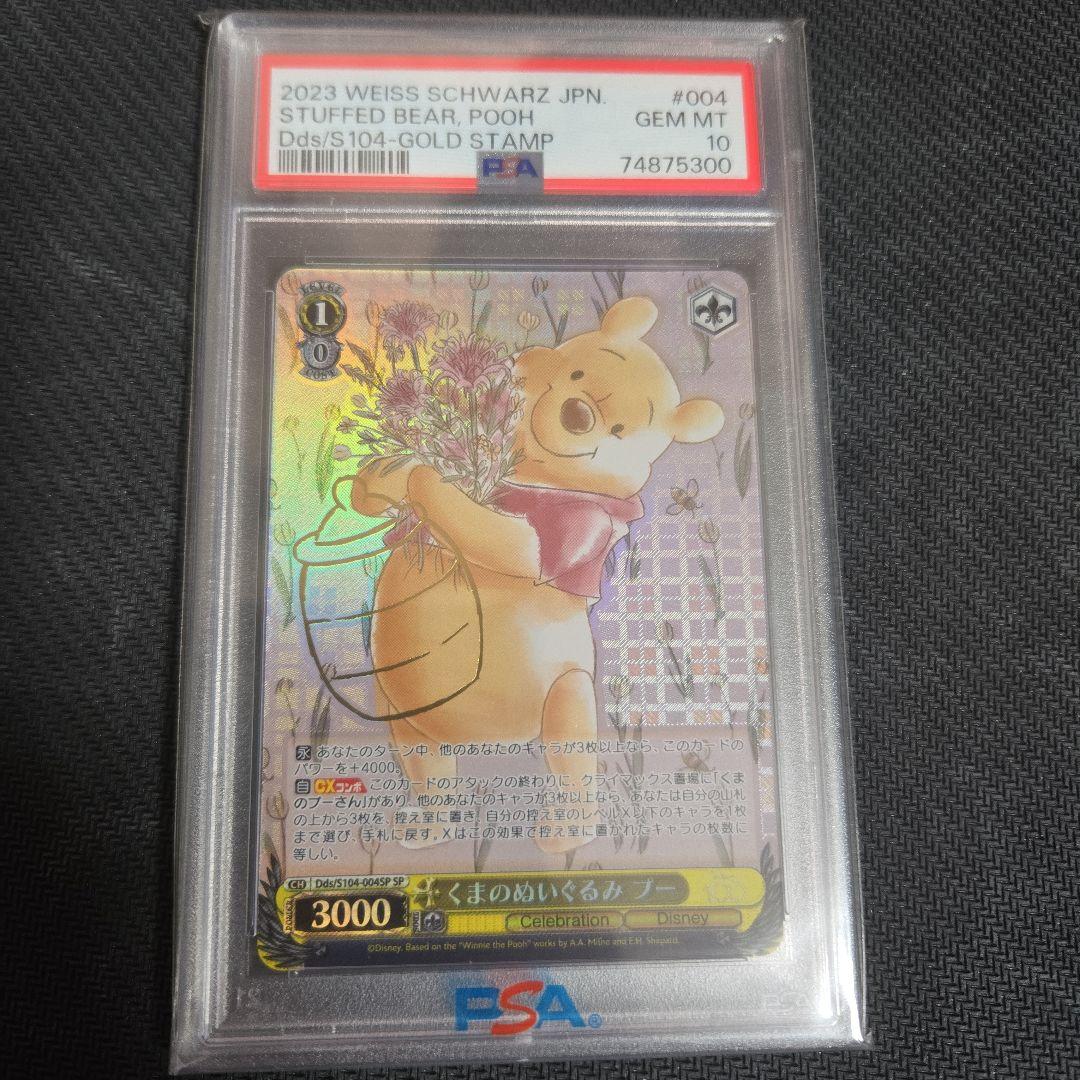 2023 WEISS SCHWARZ JPN. #004
STUFFED BEAR, POOH GEM MT
Dds/S104-GOLD STAMP 10
PSA 74875300
1
0
永 あなたのターン中、他のあなたのキャラが3枚以上なら、このカードの
パワーを+4000。
自 CXコンボ このカードのアタックの終わりに、クライマックス置場に「くま
のプーさん」があり、他のあなたのキャラが3枚以上なら、あなたは自分の山札
の上から3枚を、控え室に置き、自分の控え室のレベルX以下のキャラを1枚
まで選び、手札に戻す。Xはこの効果で控え室に置かれたキャラの枚数に
等しい。
CH Dds/S104-004SP SP
くまのぬいぐるみ プー
POWER 3000 SOUL Celebration Disney
©Disney. Based on the "Winnie the Pooh" works by A.A. Milne and E.H. Shepard.
PSA®